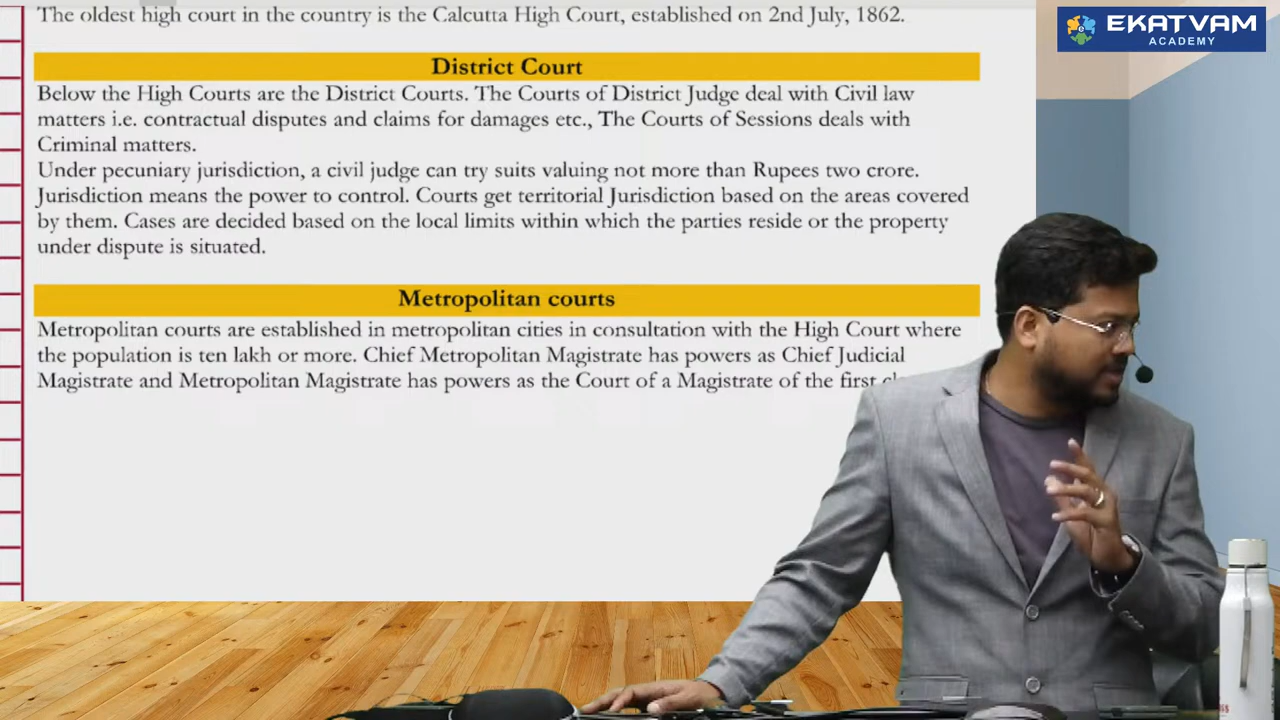 The oldest high court in the country is the Calcutta High Court, established on 2nd July, 1862.
EKATVAM
ACADEMY
District Court
Below the High Courts are the District Courts. The Courts of District Judge deal with Civil law
matters i.e. contractual disputes and claims for damages etc., The Courts of Sessions deals with
Criminal matters.
Under pecuniary jurisdiction, a civil judge can try suits valuing not more than Rupees two crore.
Jurisdiction means the power to control. Courts get territorial Jurisdiction based on the areas covered
by them. Cases are decided based on the local limits within which the parties reside or the property
under dispute is situated.
Metropolitan courts
Metropolitan courts are established in metropolitan cities in consultation with the High Court where
the population is ten lakh or more. Chief Metropolitan Magistrate has powers as Chief Judicial
Magistrate and Metropolitan Magistrate has powers as the Court of a Magistrate of the first